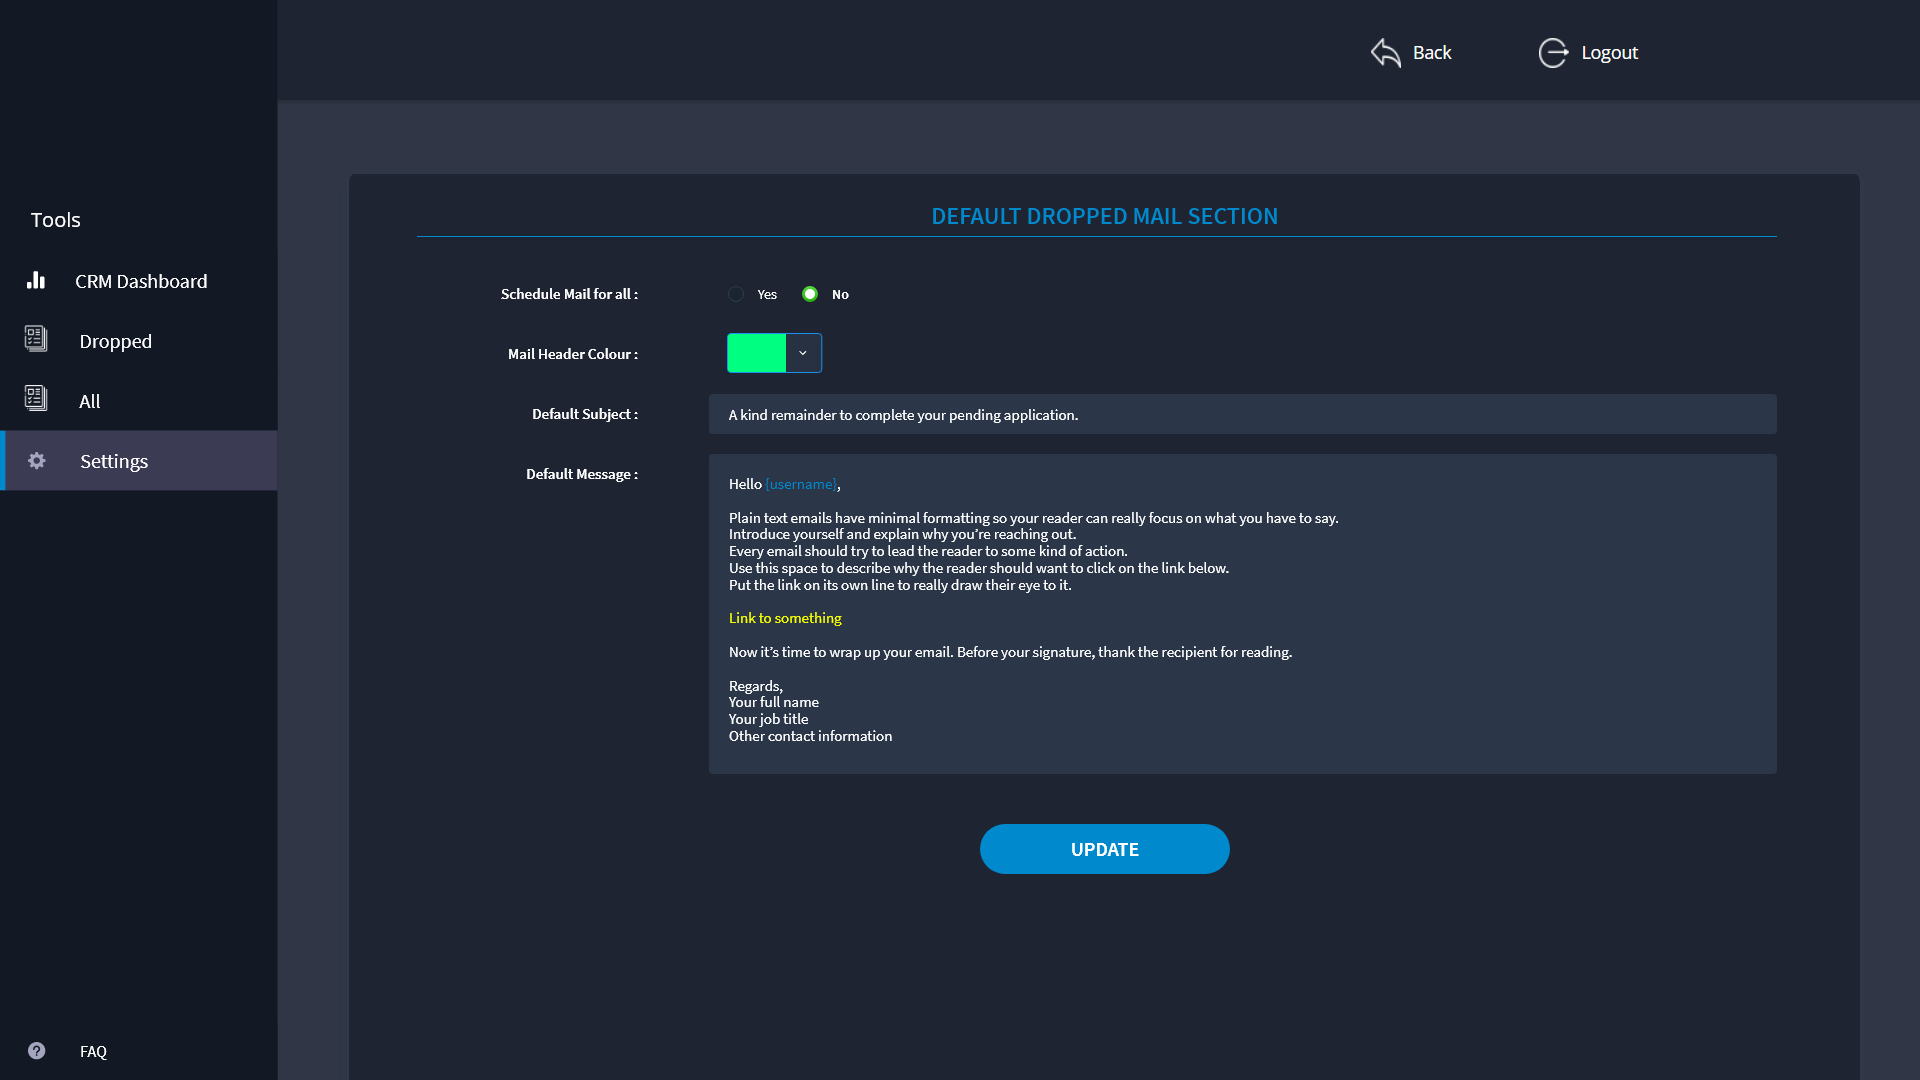 Back
Logout
Tools
CRM Dashboard
Dropped
All
Settings
FAQ
DEFAULT DROPPED MAIL SECTION
Schedule Mail for all :
Yes
No
Mail Header Colour :
Default Subject :
A kind remainder to complete your pending application.
Default Message :
Hello {username},
Plain text emails have minimal formatting so your reader can really focus on what you have to say.
Introduce yourself and explain why you’re reaching out.
Every email should try to lead the reader to some kind of action.
Use this space to describe why the reader should want to click on the link below.
Put the link on its own line to really draw their eye to it.
Link to something
Now it’s time to wrap up your email. Before your signature, thank the recipient for reading.
Regards,
Your full name
Your job title
Other contact information
UPDATE